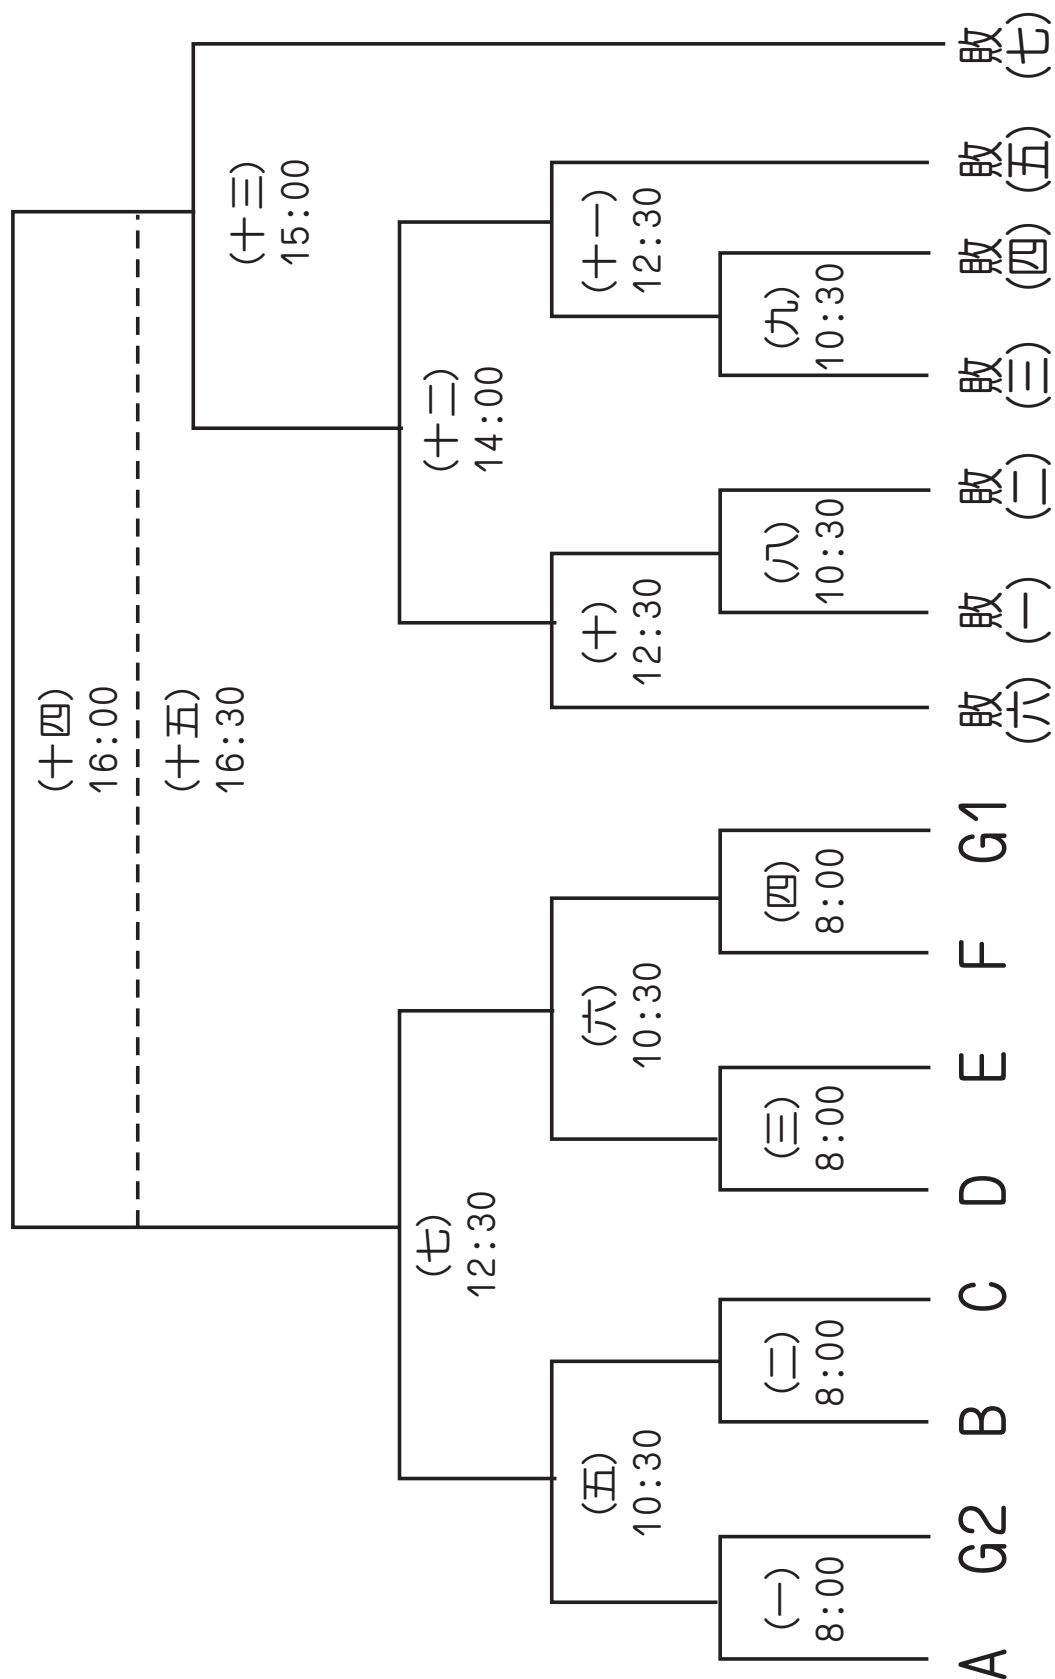 (十四)
16:00
(十五)
16:30
(十三)
15:00
(七)
12:30
(十二)
14:00
(五)
10:30
(六)
10:30
(十)
12:30
(十一)
12:30
(一)
8:00
(二)
8:00
(三)
8:00
(四)
8:00
(八)
10:30
(九)
10:30
A
G2
B
C
D
E
F
G1
敗
(六)
敗
(一)
敗
(二)
敗
(三)
敗
(四)
敗
(五)
敗
(七)